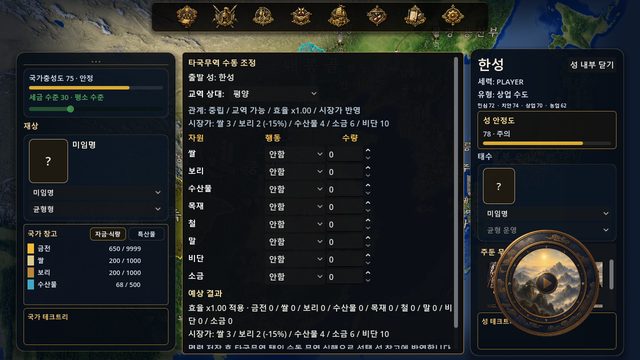 국가충성도 75 · 안정
세금 수준 30 · 평소 수준
재상
미임명
?
미임명
균형형
국가 창고
자금·식량
특산물
금전 650 / 9999
쌀 200 / 1000
보리 200 / 1000
수산물 68 / 500
국가 테크트리
타국무역 수동 조정
출발 성: 한성
교역 상대: 평양
관계: 중립 / 교역 가능 / 효율 x1.00 / 시장가 반영
시장가: 쌀 3 / 보리 2 (-15%) / 수산물 4 / 소금 6 / 비단 10
자원 행동 수량
쌀 안함 0
보리 안함 0
수산물 안함 0
목재 안함 0
철 안함 0
말 안함 0
비단 안함 0
소금 안함 0
예상 결과
효율 x1.00 적용 · 금전 0 / 쌀 0 / 보리 0 / 수산물 0 / 목재 0 / 철 0 / 말 0 / 비
단 0 / 소금 0
시장가: 쌀 3 / 보리 2 (-15%) / 수산물 4 / 소금 6 / 비단 10
한성
성 내부 닫기
세력: PLAYER
유형: 상업 수도
민심 72 · 치안 74 · 상업 70 · 농업 62
성 안정도
78 · 주의
태수
?
미임명
균형 운영
주둔
성 테크트